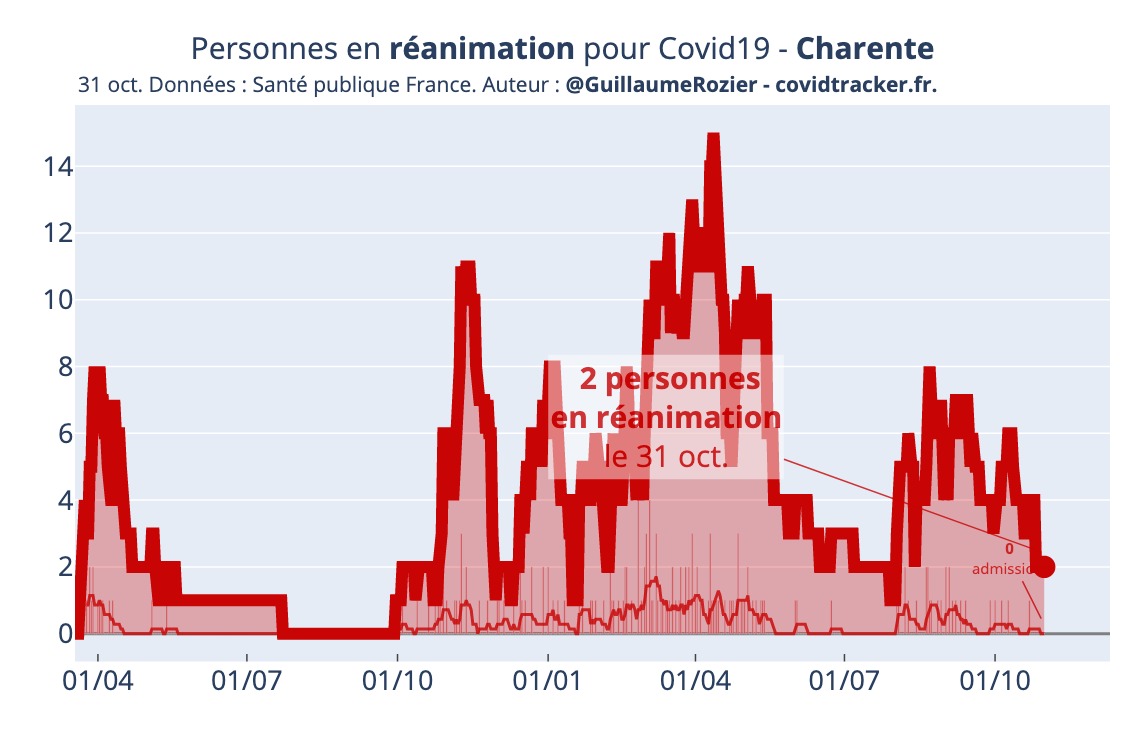 Personnes en réanimation pour Covid19 - Charente
31 oct. Données : Santé publique France. Auteur : @GuillaumeRozier - covidtracker.fr.
14
12
10
8
6
4
2
0
2 personnes
en réanimation
le 31 oct.
0
admissio
01/04
01/07
01/10
01/01
01/04
01/07
01/10